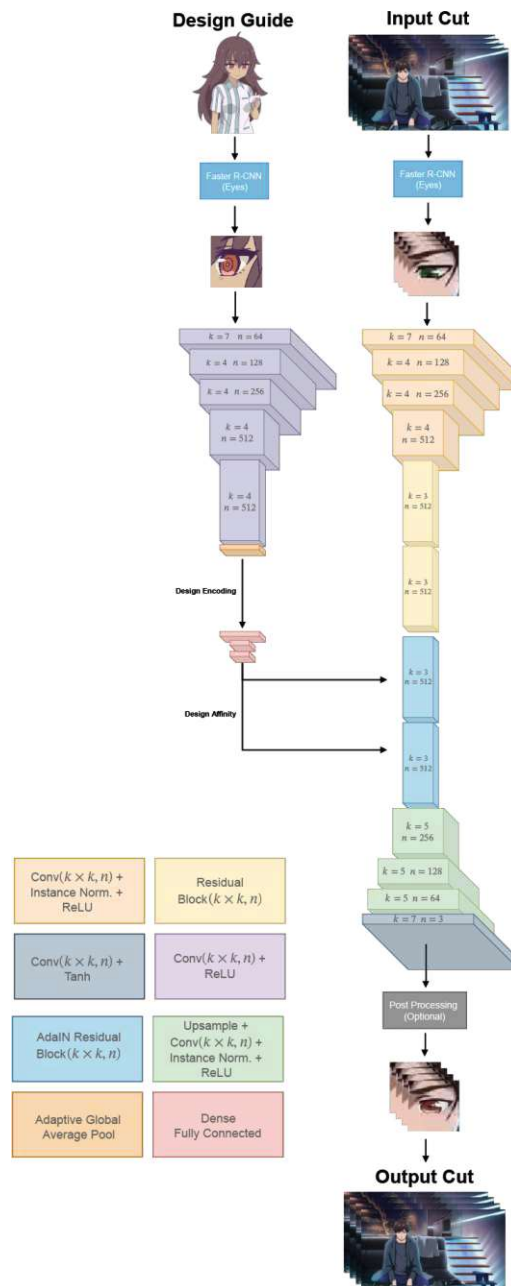 Design Guide
Input Cut
Faster R-CNN
(Eyes)
Faster R-CNN
(Eyes)
k = 7 n = 64
k = 4 n = 128
k = 4 n = 256
k = 4
n = 512
k = 4
n = 512
k = 7 n = 64
k = 4 n = 128
k = 4 n = 256
k = 4
n = 512
k = 3
n = 512
k = 3
n = 512
Design Encoding
k = 3
n = 512
Design Affinity
k = 3
n = 512
k = 5
n = 256
k = 5 n = 128
k = 5 n = 64
k = 7 n = 3
Conv(k × k, n) +
Instance Norm. +
ReLU
Residual
Block(k × k, n)
Conv(k × k, n) +
Tanh
Conv(k × k, n) +
ReLU
AdaIN Residual
Block(k × k, n)
Upsample +
Conv(k × k, n) +
Instance Norm. +
ReLU
Adaptive Global
Average Pool
Dense
Fully Connected
Post Processing
(Optional)
Output Cut